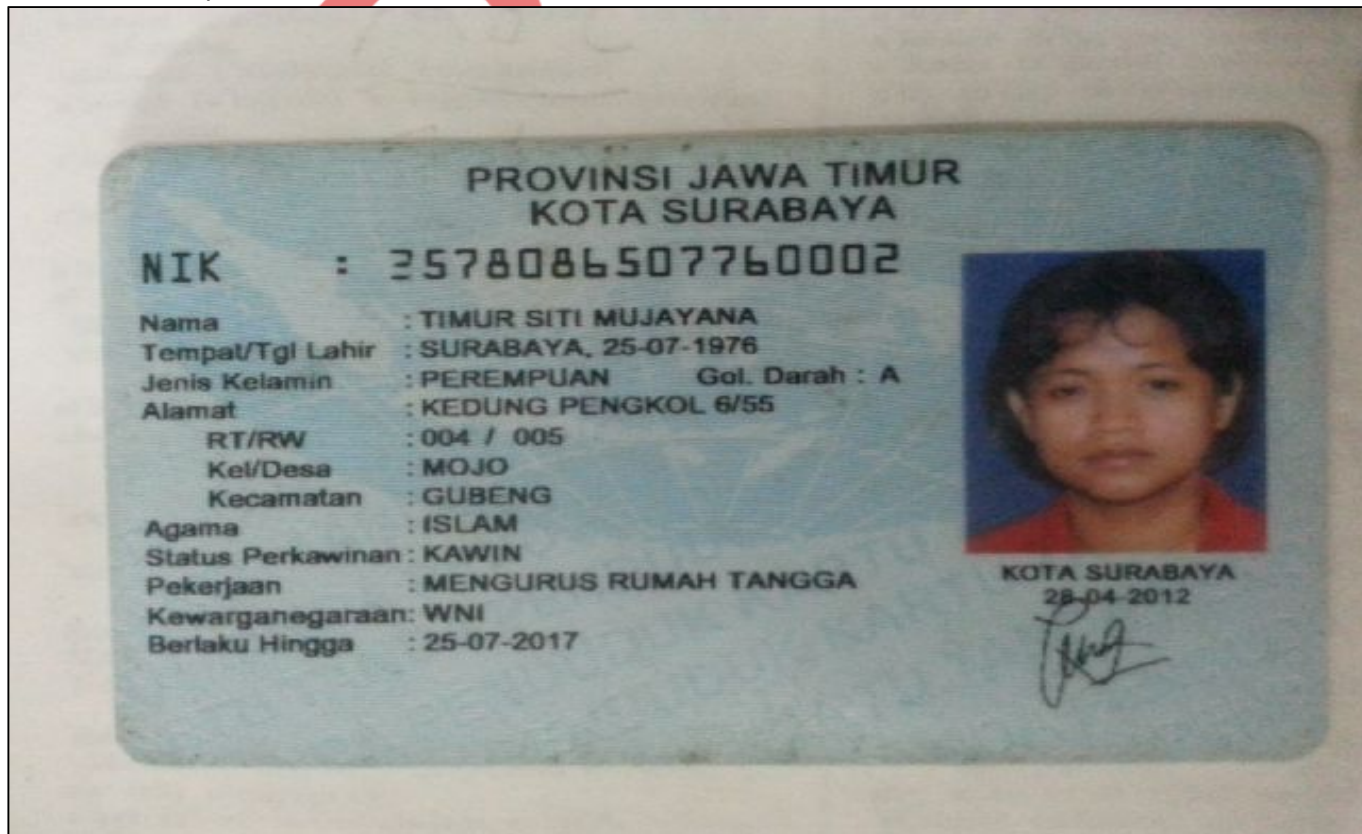 PROVINSI JAWA TIMUR
KOTA SURABAYA
NIK : 3578086507760002
Nama : TIMUR SITI MUJAYANA
Tempat/Tgl Lahir : SURABAYA, 25-07-1976
Jenis Kelamin : PEREMPUAN Gol. Darah : A
Alamat : KEDUNG PENGKOL 6/55
RT/RW : 004 / 005
Kel/Desa : MOJO
Kecamatan : GUBENG
Agama : ISLAM
Status Perkawinan : KAWIN
Pekerjaan : MENGURUS RUMAH TANGGA
Kewarganegaraan : WNI
Berlaku Hingga : 25-07-2017
KOTA SURABAYA
28-04-2012